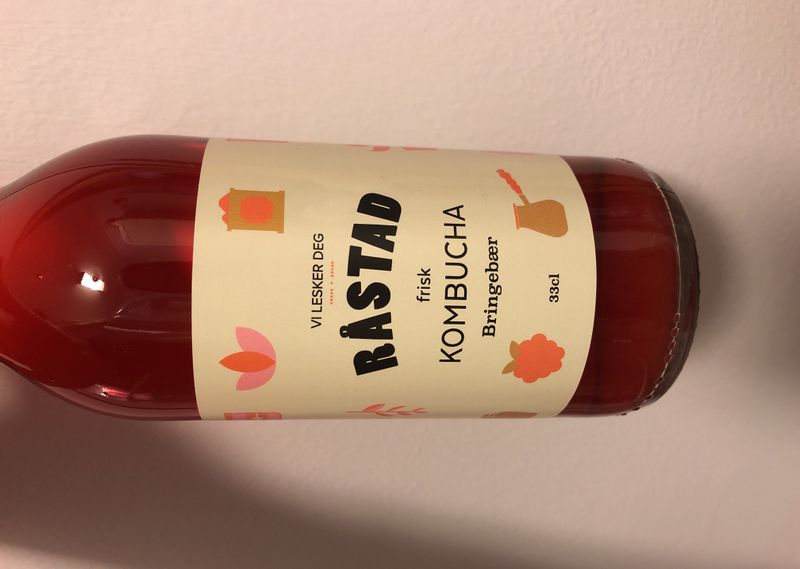 VI LESKER DEG
RÅSTAD
frisk
KOMBUCHA
Bringebær
33cl